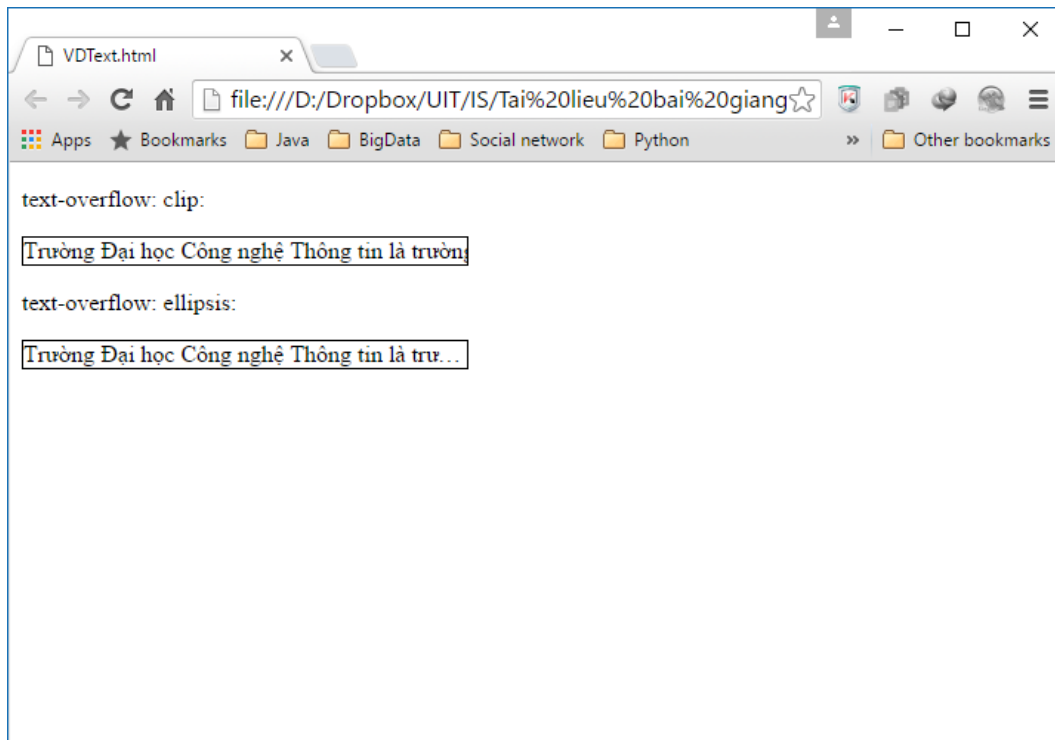 VDText.html
file:///D:/Dropbox/UIT/IS/Tai%20lieu%20bai%20giang
Apps Bookmarks Java BigData Social network Python » Other bookmarks
text-overflow: clip:
Trường Đại học Công nghệ Thông tin là trường
text-overflow: ellipsis:
Trường Đại học Công nghệ Thông tin là trư…